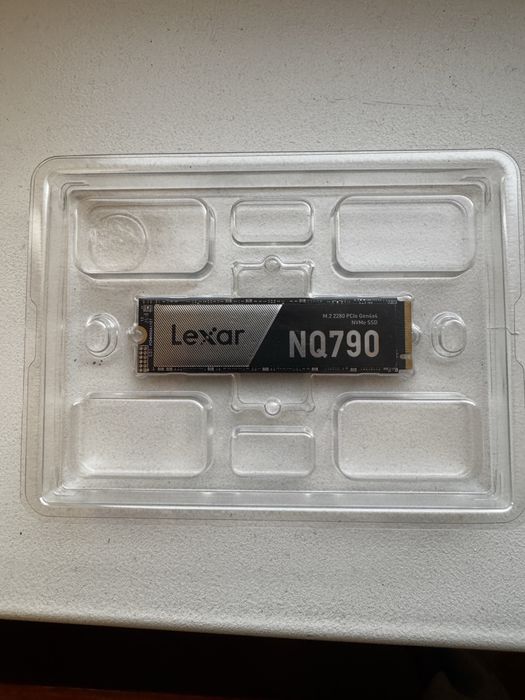 Lexar
M.2 2280 PCIe Gen4x4
NVMe SSD
NQ790